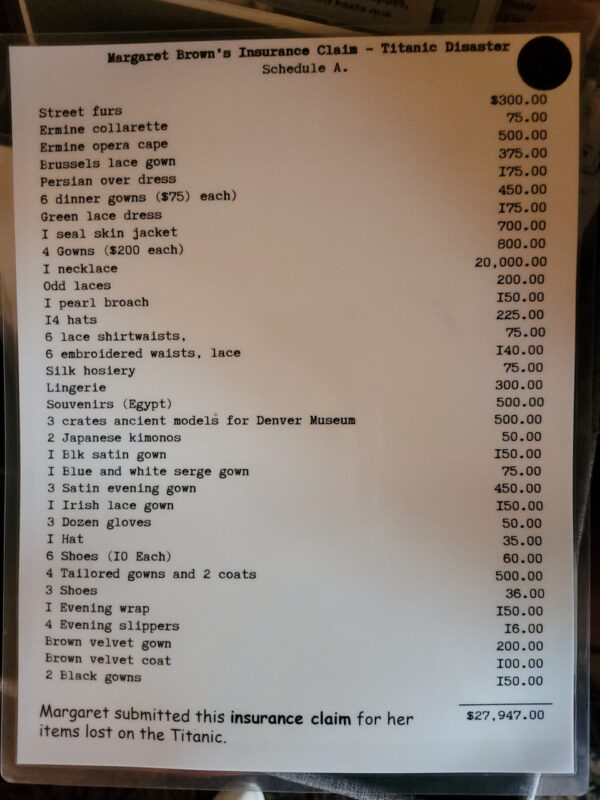 Margaret Brown's Insurance Claim - Titanic Disaster
Schedule A.
Street furs $300.00
Ermine collarette 75.00
Ermine opera cape 500.00
Brussels lace gown 375.00
Persian over dress I75.00
6 dinner gowns ($75) each) 450.00
Green lace dress I75.00
I seal skin jacket 700.00
4 Gowns ($200 each) 800.00
I necklace 20,000.00
Odd laces 200.00
I pearl broach I50.00
I4 hats 225.00
6 lace shirtwaists, 75.00
6 embroidered waists, lace I40.00
Silk hosiery 75.00
Lingerie 300.00
Souvenirs (Egypt) 500.00
3 crates ancient models for Denver Museum 500.00
2 Japanese kimonos 50.00
I Blk satin gown I50.00
I Blue and white serge gown 75.00
3 Satin evening gown 450.00
I Irish lace gown I50.00
3 Dozen gloves 50.00
I Hat 35.00
6 Shoes (I0 Each) 60.00
4 Tailored gowns and 2 coats 500.00
3 Shoes 36.00
I Evening wrap I50.00
4 Evening slippers I6.00
Brown velvet gown 200.00
Brown velvet coat I00.00
2 Black gowns I50.00
$27,947.00
Margaret submitted this insurance claim for her
items lost on the Titanic.